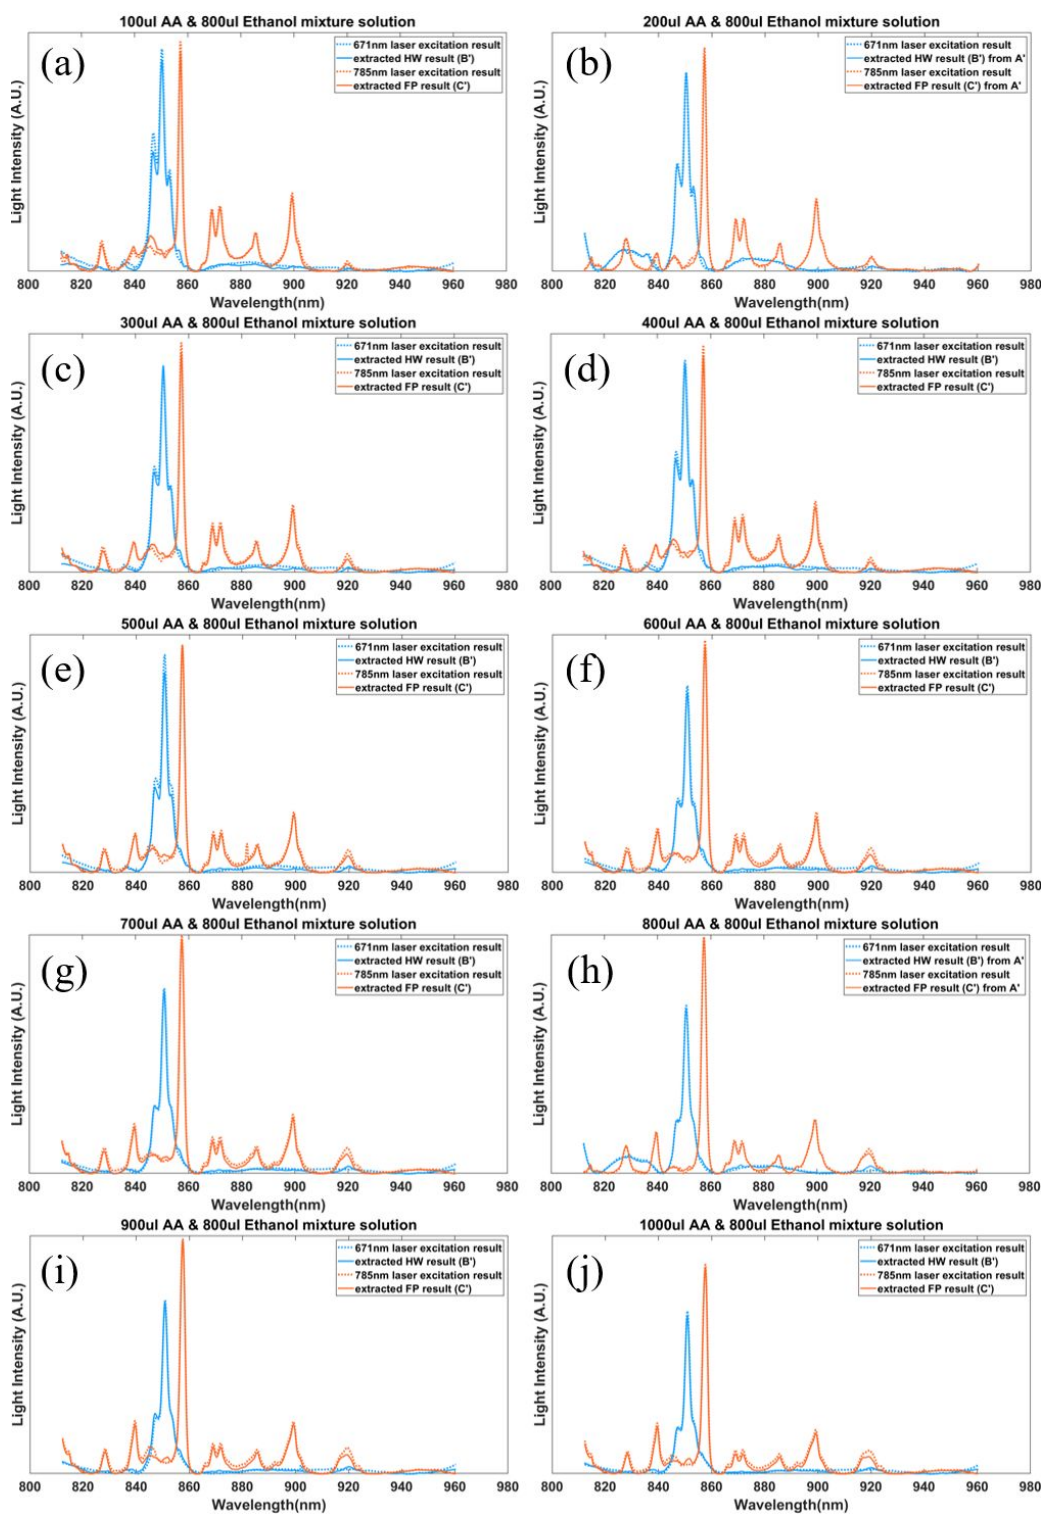 100ul AA & 800ul Ethanol mixture solution
(a)
671nm laser excitation result
extracted HW result (B')
785nm laser excitation result
extracted FP result (C')
Light Intensity (A.U.)
800 820 840 860 880 900 920 940 960 980
Wavelength(nm)
200ul AA & 800ul Ethanol mixture solution
(b)
671nm laser excitation result
extracted HW result (B') from A'
785nm laser excitation result
extracted FP result (C') from A'
Light Intensity (A.U.)
800 820 840 860 880 900 920 940 960 980
Wavelength(nm)
300ul AA & 800ul Ethanol mixture solution
(c)
671nm laser excitation result
extracted HW result (B')
785nm laser excitation result
extracted FP result (C')
Light Intensity (A.U.)
800 820 840 860 880 900 920 940 960 980
Wavelength(nm)
400ul AA & 800ul Ethanol mixture solution
(d)
671nm laser excitation result
extracted HW result (B')
785nm laser excitation result
extracted FP result (C')
Light Intensity (A.U.)
800 820 840 860 880 900 920 940 960 980
Wavelength(nm)
500ul AA & 800ul Ethanol mixture solution
(e)
671nm laser excitation result
extracted HW result (B')
785nm laser excitation result
extracted FP result (C')
Light Intensity (A.U.)
800 820 840 860 880 900 920 940 960 980
Wavelength(nm)
600ul AA & 800ul Ethanol mixture solution
(f)
671nm laser excitation result
extracted HW result (B')
785nm laser excitation result
extracted FP result (C')
Light Intensity (A.U.)
800 820 840 860 880 900 920 940 960 980
Wavelength(nm)
700ul AA & 800ul Ethanol mixture solution
(g)
671nm laser excitation result
extracted HW result (B')
785nm laser excitation result
extracted FP result (C')
Light Intensity (A.U.)
800 820 840 860 880 900 920 940 960 980
Wavelength(nm)
800ul AA & 800ul Ethanol mixture solution
(h)
671nm laser excitation result
extracted HW result (B') from A'
785nm laser excitation result
extracted FP result (C') from A'
Light Intensity (A.U.)
800 820 840 860 880 900 920 940 960 980
Wavelength(nm)
900ul AA & 800ul Ethanol mixture solution
(i)
671nm laser excitation result
extracted HW result (B')
785nm laser excitation result
extracted FP result (C')
Light Intensity (A.U.)
800 820 840 860 880 900 920 940 960 980
Wavelength(nm)
1000ul AA & 800ul Ethanol mixture solution
(j)
671nm laser excitation result
extracted HW result (B')
785nm laser excitation result
extracted FP result (C')
Light Intensity (A.U.)
800 820 840 860 880 900 920 940 960 980
Wavelength(nm)